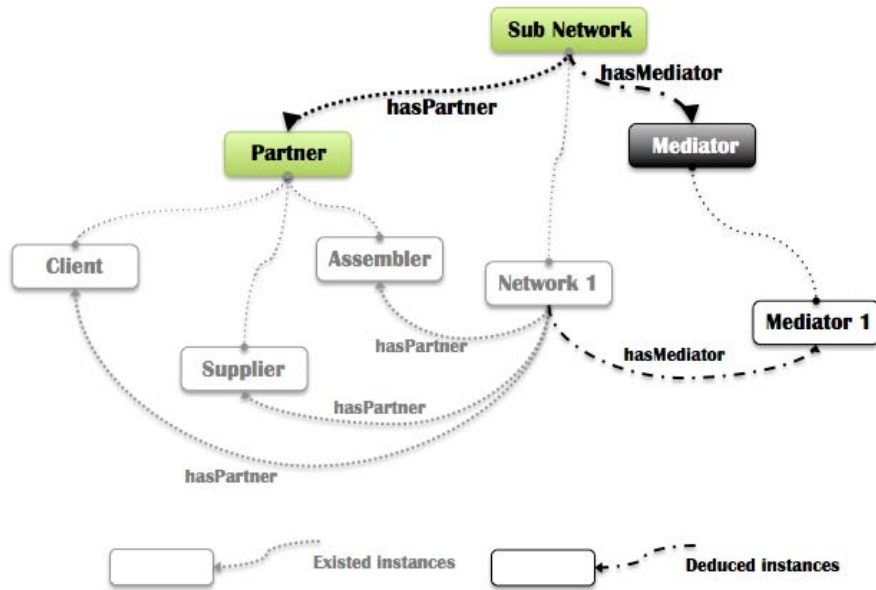 Sub Network
hasMediator
hasPartner
Partner
Mediator
Client
Assembler
Network 1
Mediator 1
hasPartner
hasMediator
Supplier
hasPartner
hasPartner
Existed instances
Deduced instances